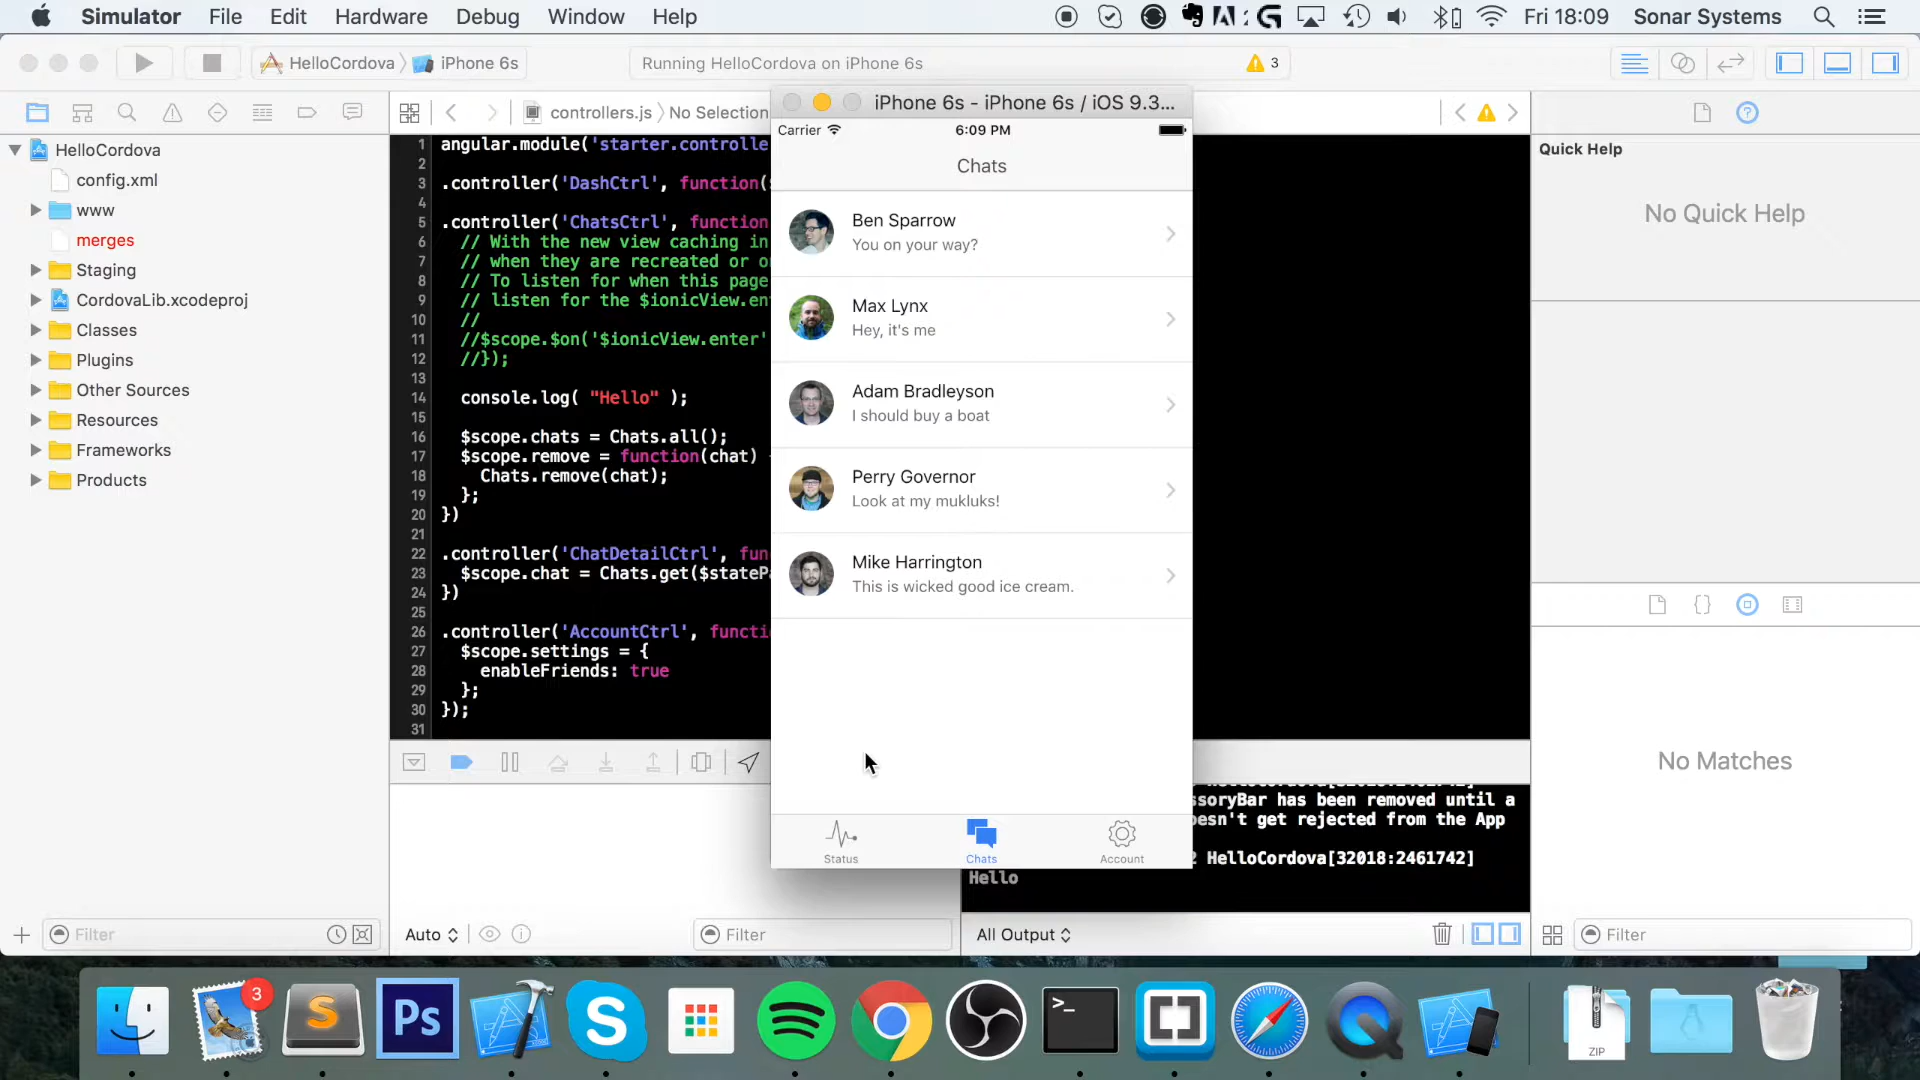 Simulator File Edit Hardware Debug Window Help
Fri 18:09 Sonar Systems
HelloCordova iPhone 6s
Running HelloCordova on iPhone 6s
3
controllers.js No Selection
iPhone 6s - iPhone 6s / iOS 9.3...
HelloCordova
config.xml
www
merges
Staging
CordovaLib.xcodeproj
Classes
Plugins
Other Sources
Resources
Frameworks
Products
Filter
1 angular.module('starter.controlle
2
3 .controller('DashCtrl', function(
4
5 .controller('ChatsCtrl', function
6 // With the new view caching in
7 // when they are recreated or o
8 // To listen for when this page
9 // listen for the $ionicView.en
10 //
11 //$scope.$on('$ionicView.enter'
12 //});
13
14 console.log( "Hello" );
15
16 $scope.chats = Chats.all();
17 $scope.remove = function(chat)
18 Chats.remove(chat);
19 };
20 })
21
22 .controller('ChatDetailCtrl', fun
23 $scope.chat = Chats.get($statePa
24 })
25
26 .controller('AccountCtrl', functi
27 $scope.settings = {
28 enableFriends: true
29 };
30 });
31
Carrier 6:09 PM
Chats
Ben Sparrow
You on your way?
Max Lynx
Hey, it's me
Adam Bradleyson
I should buy a boat
Perry Governor
Look at my mukluks!
Mike Harrington
This is wicked good ice cream.
Status Chats Account
ssoryBar has been removed until a
esn't get rejected from the App
2 HelloCordova[32018:2461742]
Hello
Auto
Filter
All Output
Quick Help
No Quick Help
No Matches
Filter
3
S
Ps
S
>_
ZIP